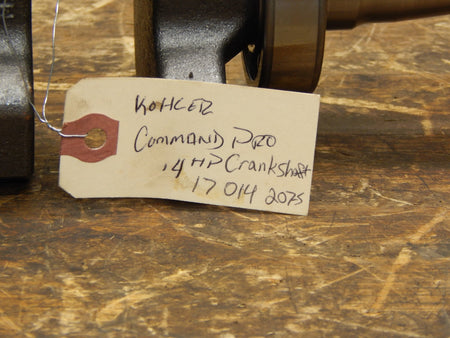 KOHLER
COMMAND PRO
14 HP Crankshaft
17 014 2075